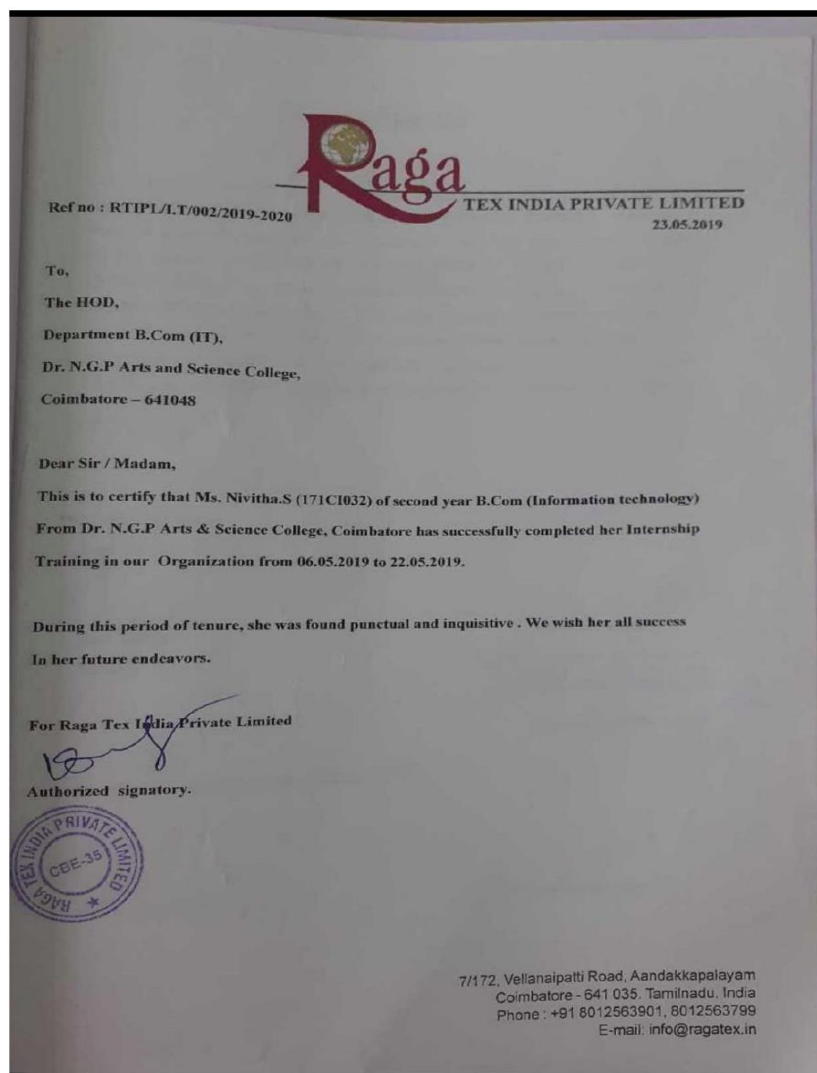 Raga
TEX INDIA PRIVATE LIMITED
Ref no : RTIPL/I.T/002/2019-2020
23.05.2019
To,
The HOD,
Department B.Com (IT),
Dr. N.G.P Arts and Science College,
Coimbatore – 641048
Dear Sir / Madam,
This is to certify that Ms. Nivitha.S (171CI032) of second year B.Com (Information technology)
From Dr. N.G.P Arts & Science College, Coimbatore has successfully completed her Internship
Training in our Organization from 06.05.2019 to 22.05.2019.
During this period of tenure, she was found punctual and inquisitive . We wish her all success
In her future endeavors.
For Raga Tex India Private Limited
Authorized signatory.
RAGA TEX INDIA PRIVATE LIMITED
CBE-35
7/172, Vellanaipatti Road, Aandakkapalayam
Coimbatore - 641 035. Tamilnadu, India
Phone : +91 8012563901, 8012563799
E-mail: info@ragatex.in